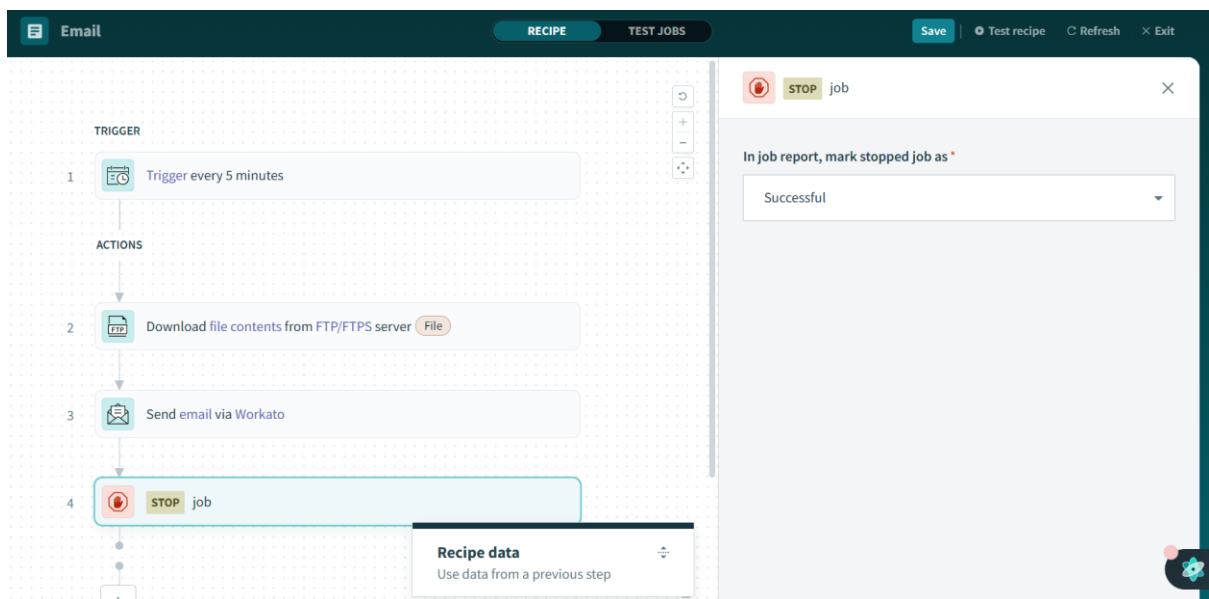 Email
RECIPE
TEST JOBS
Save
Test recipe
Refresh
Exit
TRIGGER
1
Trigger every 5 minutes
ACTIONS
2
FTP
Download file contents from FTP/FTPS server File
3
Send email via Workato
4
STOP job
Recipe data
Use data from a previous step
STOP job
In job report, mark stopped job as *
Successful